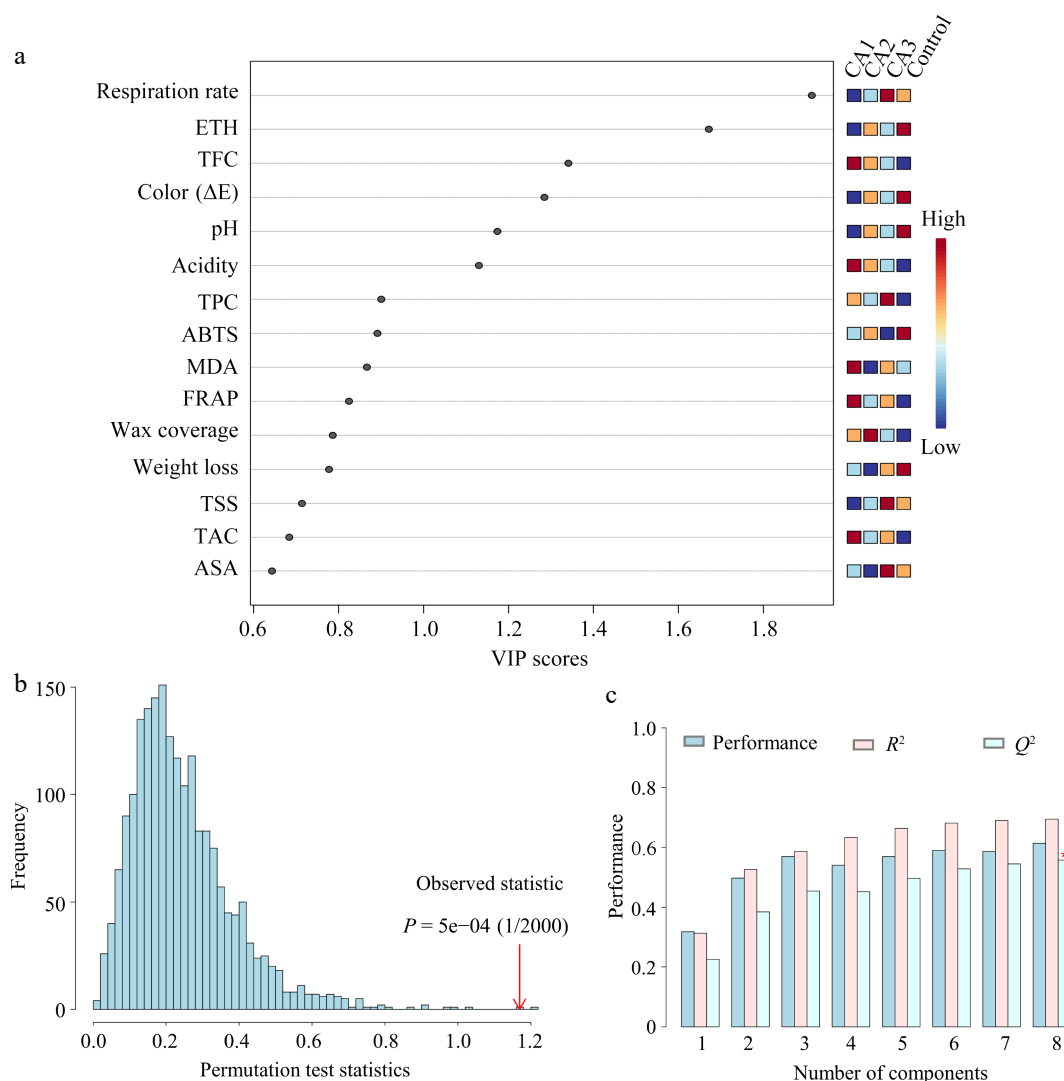 a
CA1 CA2 CA3 Control
Respiration rate
ETH
TFC
Color (ΔE)
pH
Acidity
TPC
ABTS
MDA
FRAP
Wax coverage
Weight loss
TSS
TAC
ASA
High
Low
0.6 0.8 1.0 1.2 1.4 1.6 1.8
VIP scores
b
150
100
50
0
Frequency
Observed statistic
P = 5e−04 (1/2000)
0.0 0.2 0.4 0.6 0.8 1.0 1.2
Permutation test statistics
c
1.0
0.8
0.6
0.4
0.2
0
Performance
Performance R² Q²
*
1 2 3 4 5 6 7 8
Number of components